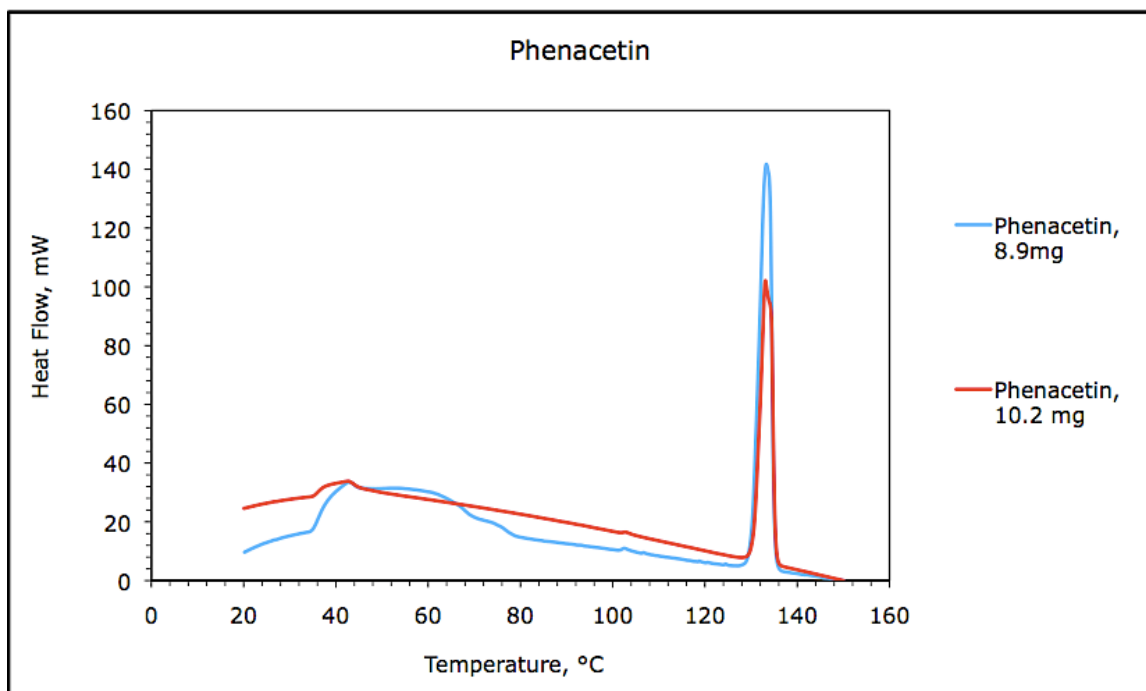 Phenacetin
160
140
120
100
80
60
40
20
0
Heat Flow, mW
0 20 40 60 80 100 120 140 160
Temperature, °C
Phenacetin,
8.9mg
Phenacetin,
10.2 mg